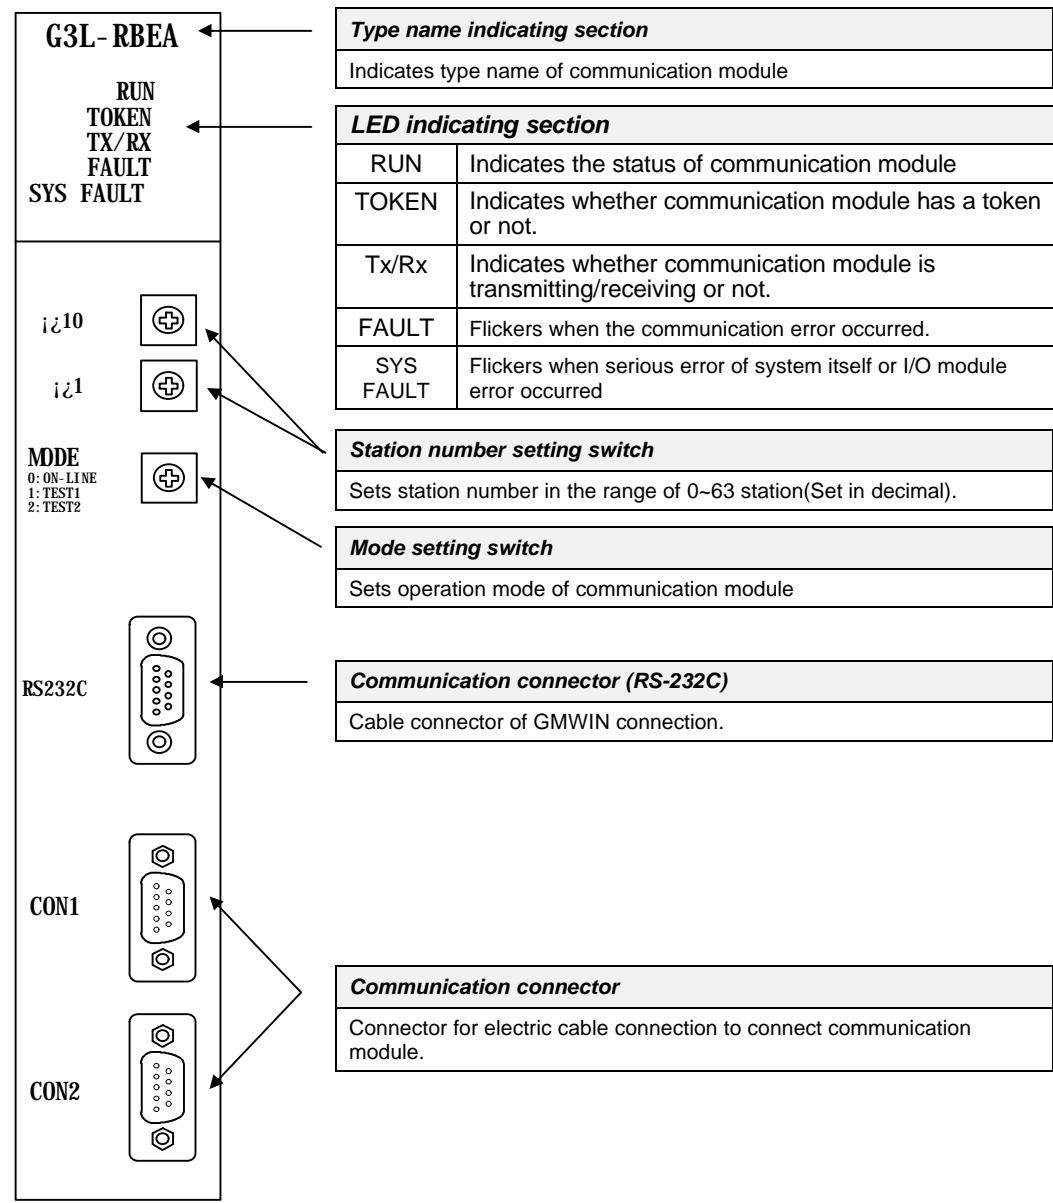 G3L-RBEA
RUN
TOKEN
TX/RX
FAULT
SYS FAULT
¡¿10
¡¿1
MODE
0:ON-LINE
1:TEST1
2:TEST2
RS232C
CON1
CON2
Type name indicating section
Indicates type name of communication module
LED indicating section
RUN Indicates the status of communication module
TOKEN Indicates whether communication module has a token
or not.
Tx/Rx Indicates whether communication module is
transmitting/receiving or not.
FAULT Flickers when the communication error occurred.
SYS Flickers when serious error of system itself or I/O module
FAULT error occurred
Station number setting switch
Sets station number in the range of 0~63 station(Set in decimal).
Mode setting switch
Sets operation mode of communication module
Communication connector (RS-232C)
Cable connector of GMWIN connection.
Communication connector
Connector for electric cable connection to connect communication
module.